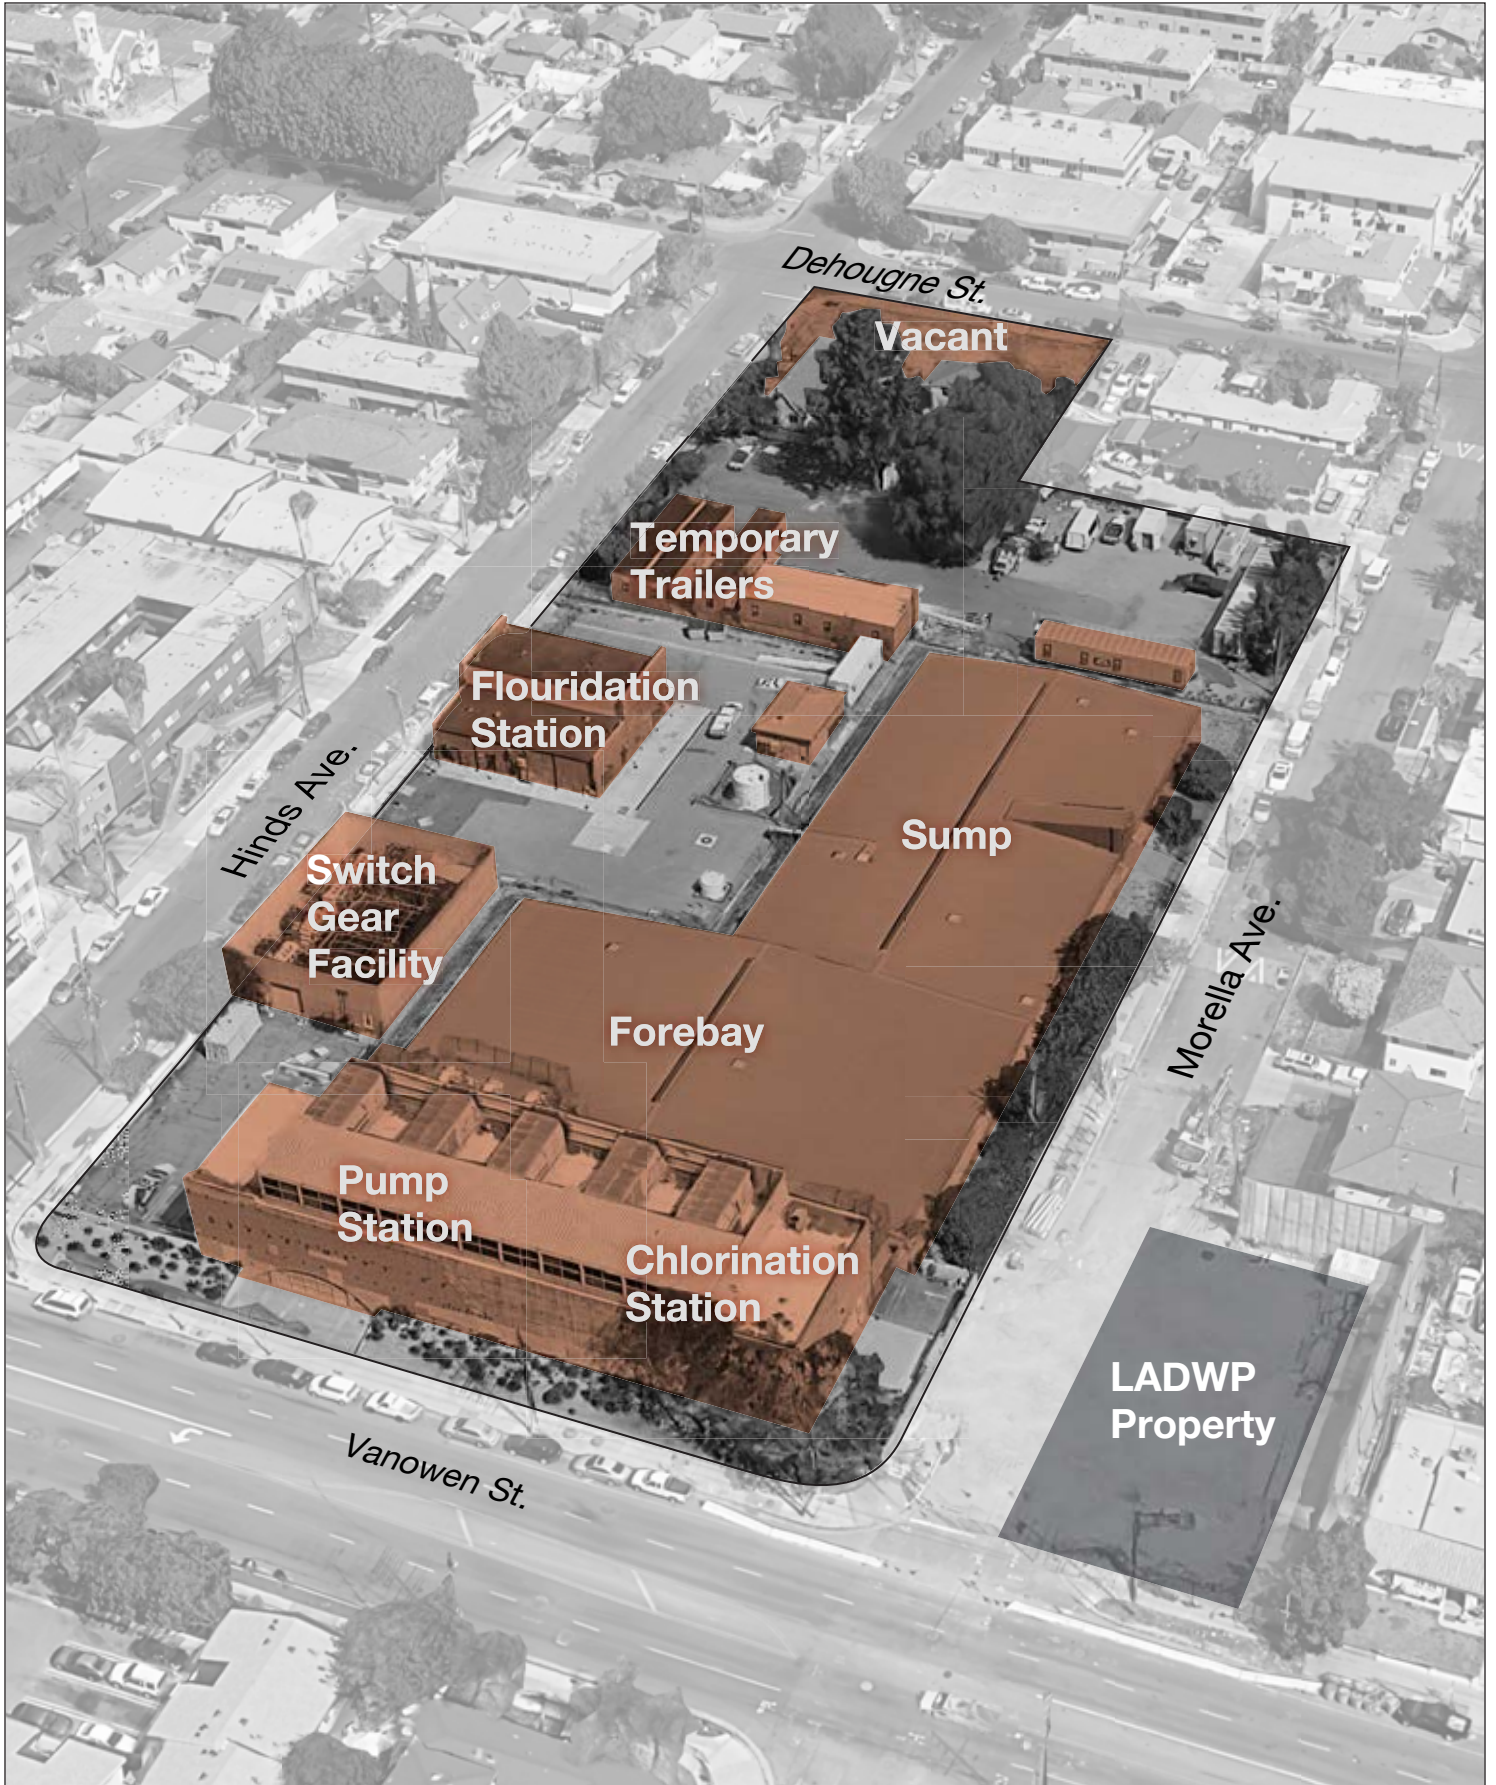 Dehougne St.
Vacant
Temporary
Trailers
Flouridation
Station
Hinds Ave.
Sump
Switch
Gear
Facility
Morella Ave.
Forebay
Pump
Station
Chlorination
Station
LADWP
Property
Vanowen St.